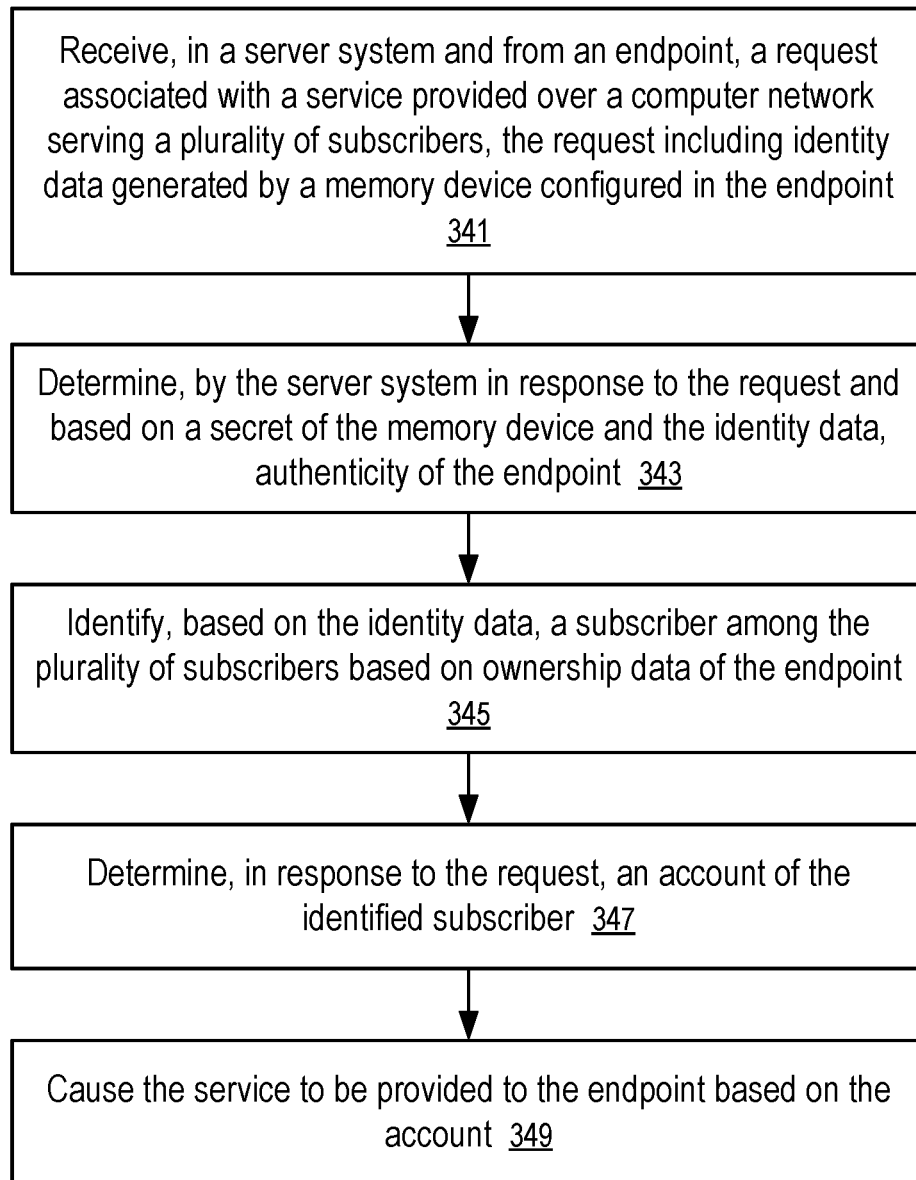 Receive, in a server system and from an endpoint, a request
associated with a service provided over a computer network
serving a plurality of subscribers, the request including identity
data generated by a memory device configured in the endpoint
341
Determine, by the server system in response to the request and
based on a secret of the memory device and the identity data,
authenticity of the endpoint 343
Identify, based on the identity data, a subscriber among the
plurality of subscribers based on ownership data of the endpoint
345
Determine, in response to the request, an account of the
identified subscriber 347
Cause the service to be provided to the endpoint based on the
account 349